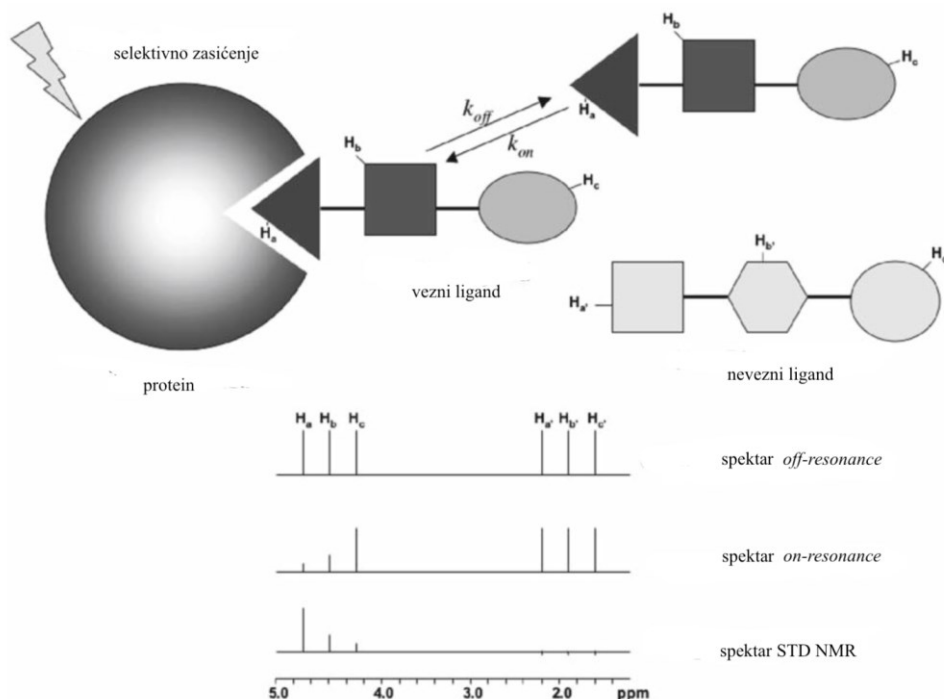 selektivno zasićenje
H_b
H_c
H_a
k_off
k_on
H_b
H_c
H_a
vezni ligand
H_b'
H_a'
nevezni ligand
protein
H_a H_b H_c H_a' H_b' H_c'
spektar off-resonance
spektar on-resonance
spektar STD NMR
5.0 4.0 3.0 2.0 ppm